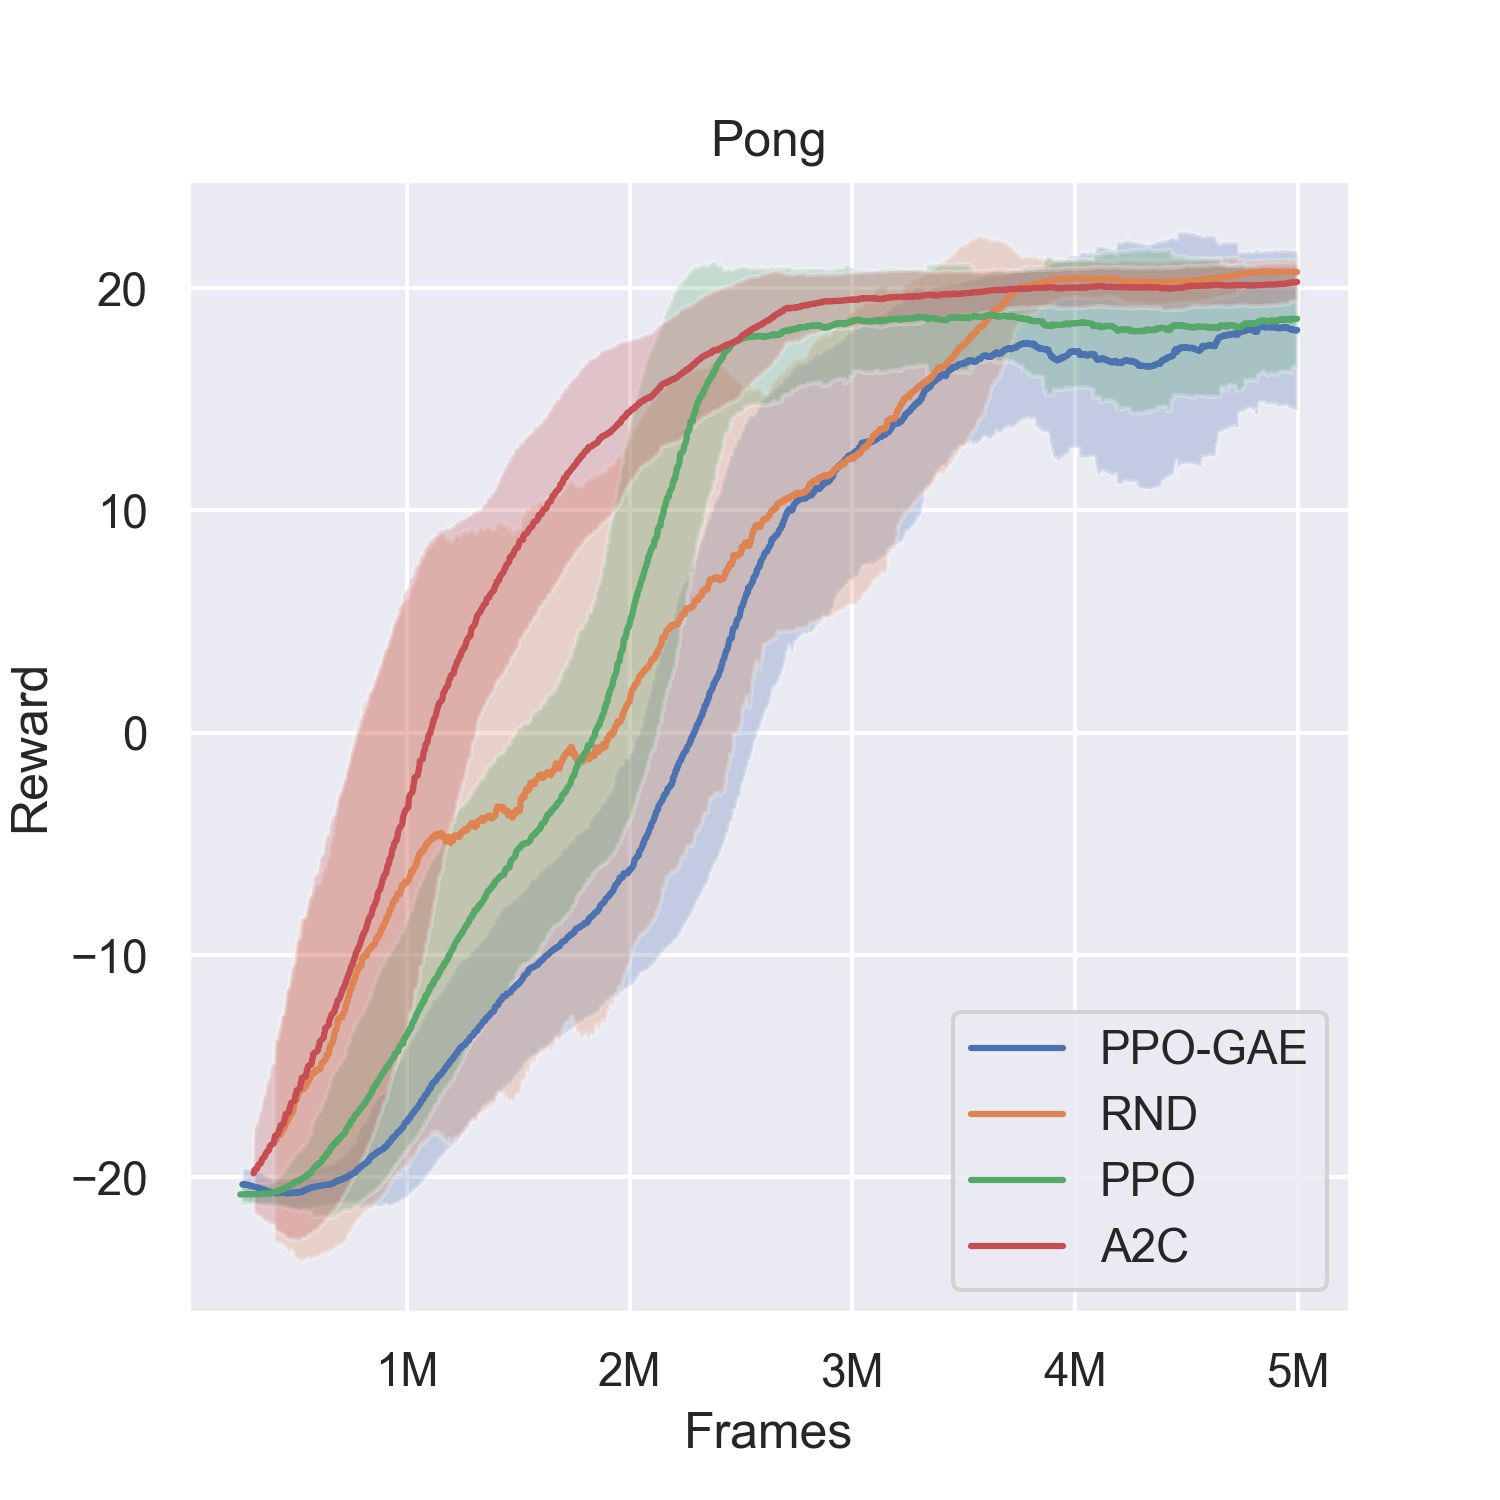 Pong
20
10
0
−10
−20
Reward
1M 2M 3M 4M 5M
Frames
PPO-GAE
RND
PPO
A2C